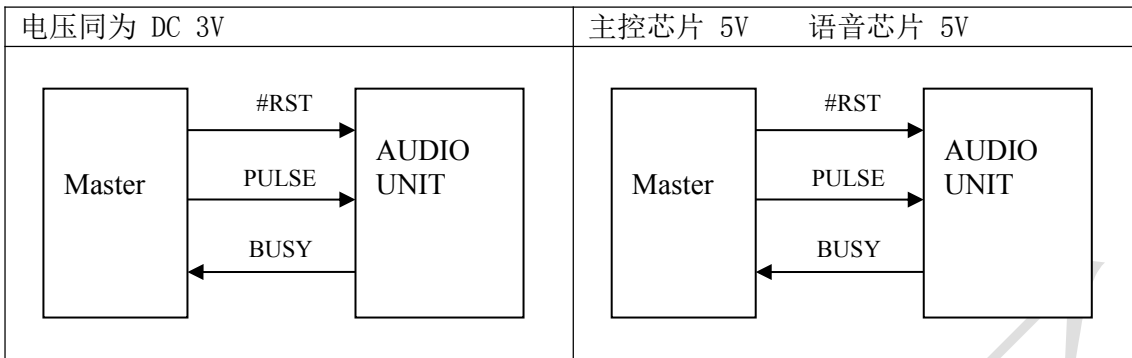 电压同为 DC 3V
主控芯片 5V 语音芯片 5V
#RST
Master
PULSE
AUDIO
UNIT
BUSY
#RST
Master
PULSE
AUDIO
UNIT
BUSY